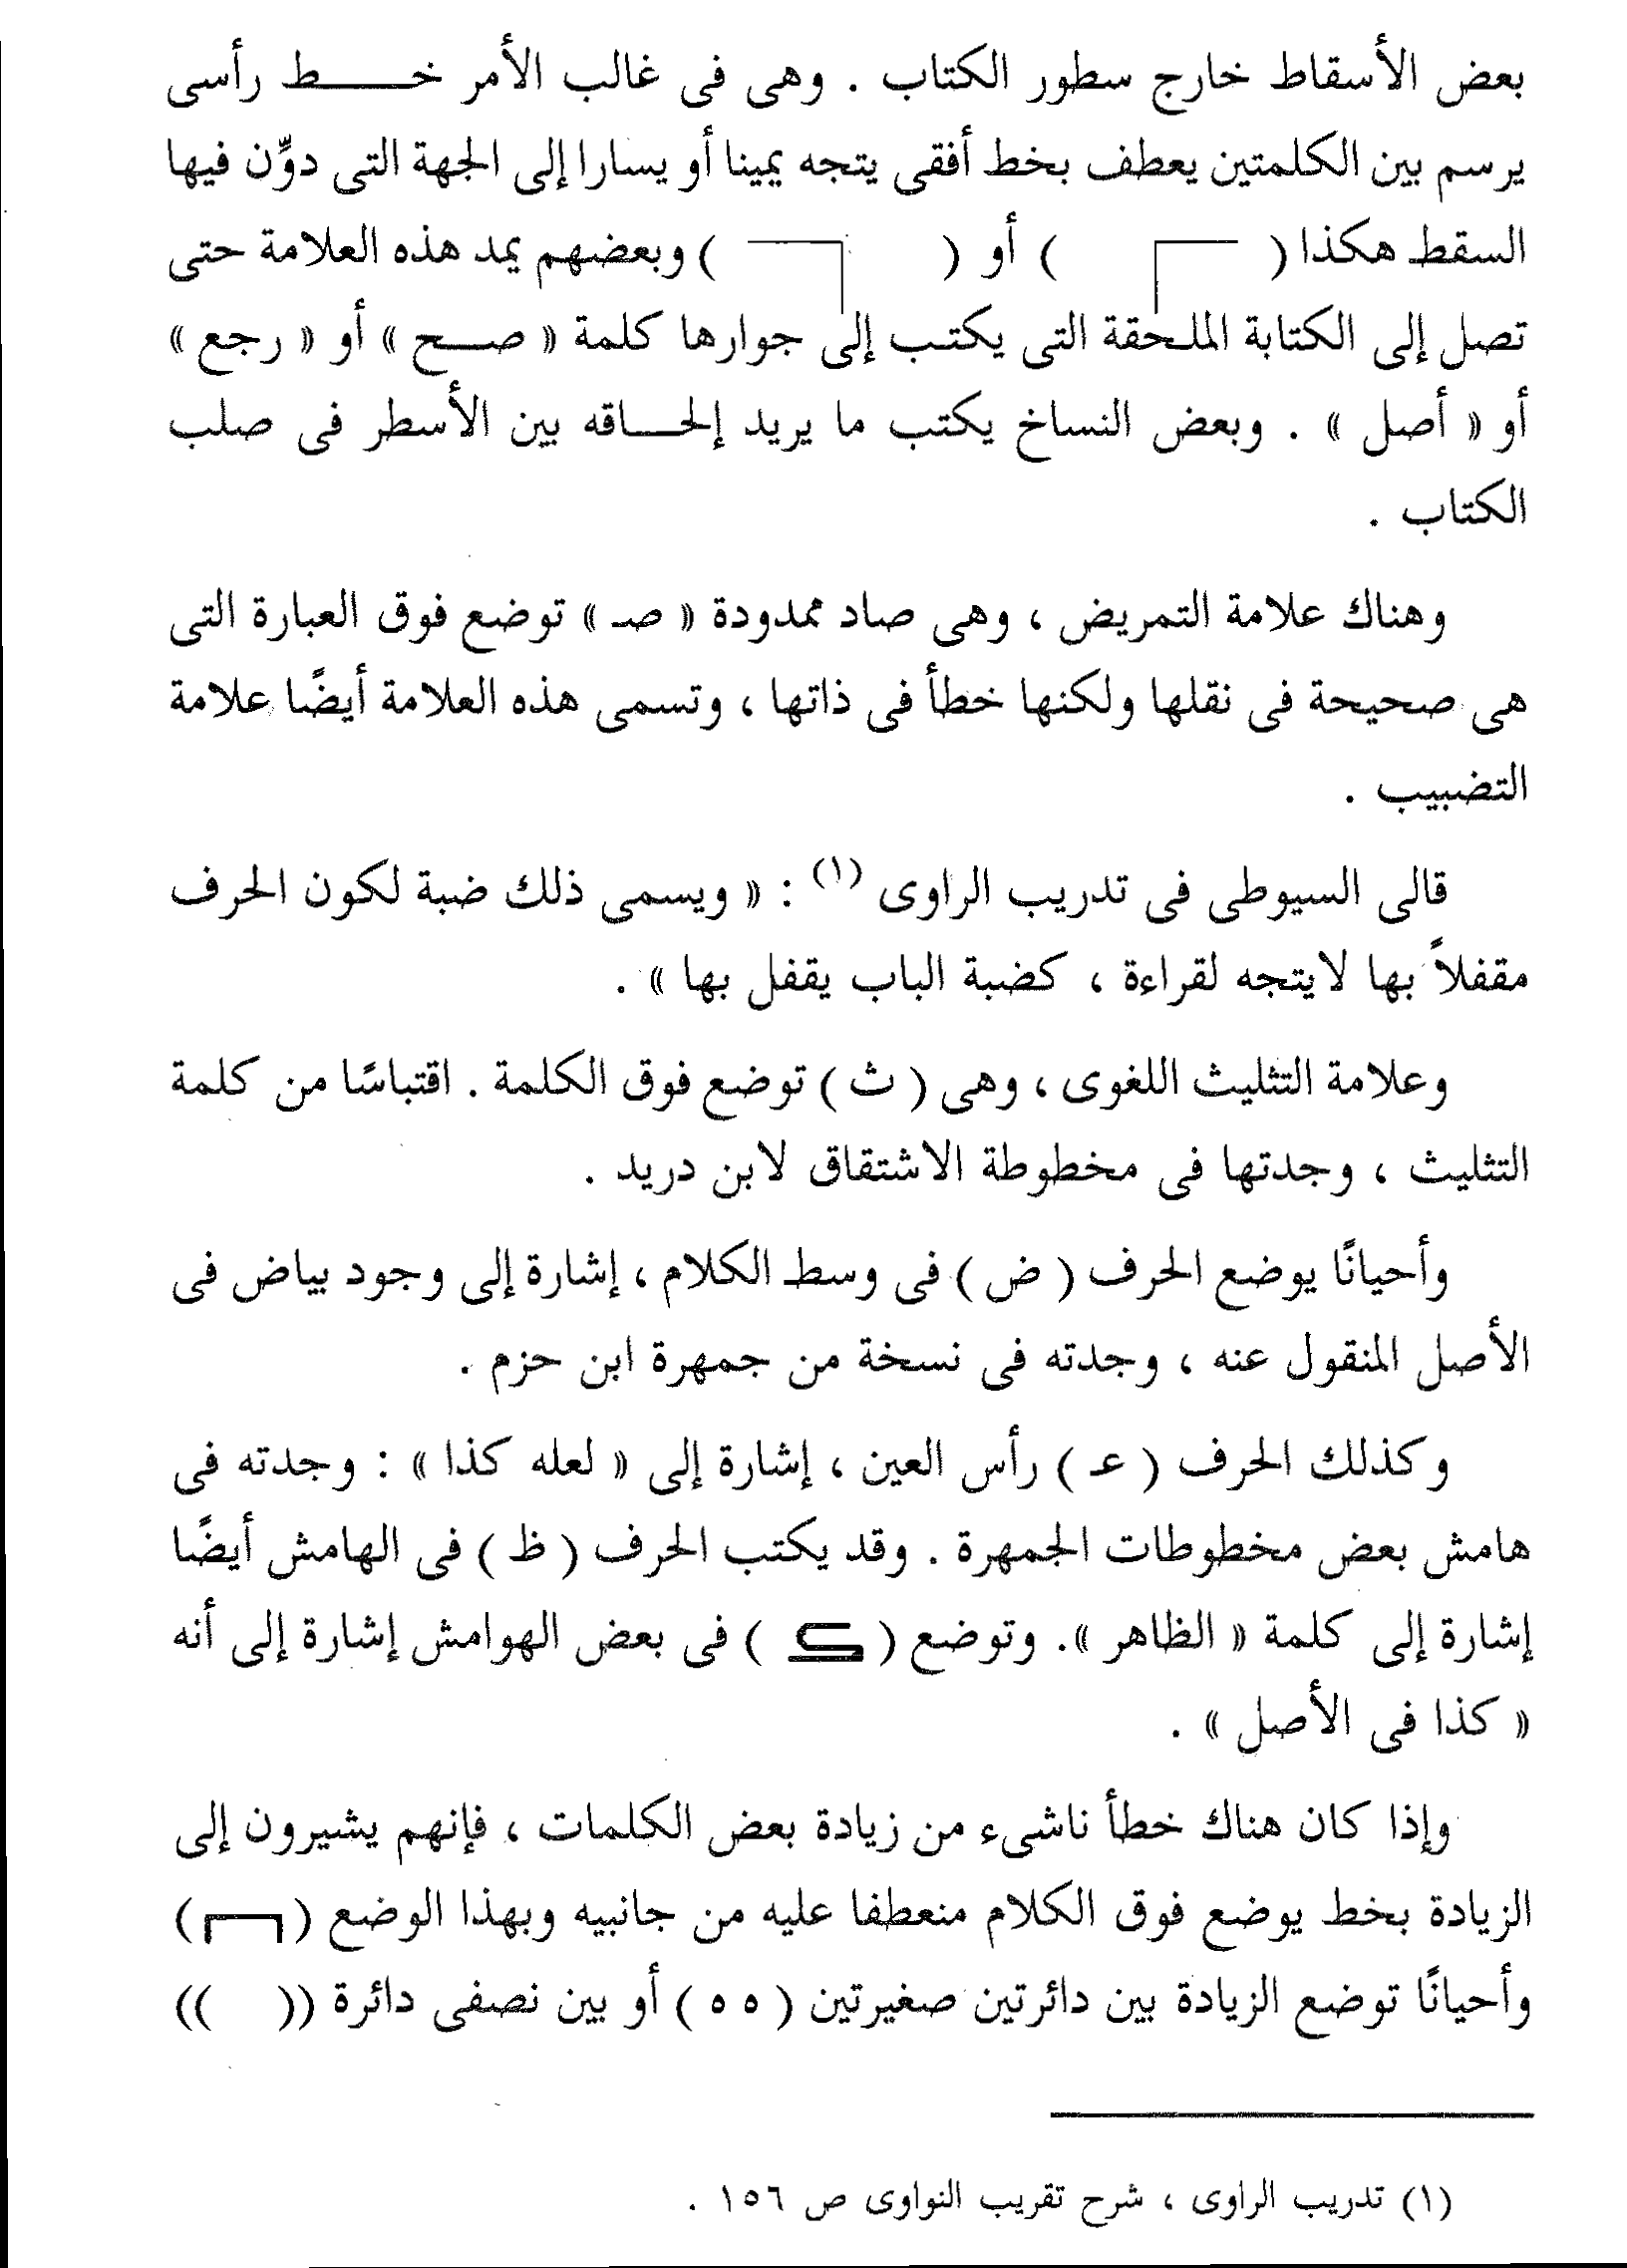 بعض الأسقاط خارج سطور الكتاب . وهى فى غالب الأمر خـــط رأسى
يرسم بين الكلمتين يعطف بخط أفقى يتجه يمينا أو يسارا إلى الجهة التى دوِّن فيها
السقط هكذا ( ┌─ ) أو ( ─┐ ) وبعضهم يمد هذه العلامة حتى
تصل إلى الكتابة الملحقة التى يكتب إلى جوارها كلمة « صـح » أو « رجع »
أو « أصل » . وبعض النساخ يكتب ما يريد إلحـاقه بين الأسطر فى صلب
الكتاب .
وهناك علامة التمريض ، وهى صاد ممدودة « صـ » توضع فوق العبارة التى
هى صحيحة فى نقلها ولكنها خطأ فى ذاتها ، وتسمى هذه العلامة أيضًا علامة
التضبيب .
قالى السيوطى فى تدريب الراوى (١) : « ويسمى ذلك ضبة لكون الحرف
مقفلاً بها لايتجه لقراءة ، كضبة الباب يقفل بها » .
وعلامة التثليث اللغوى ، وهى ( ث ) توضع فوق الكلمة . اقتباسًا من كلمة
التثليث ، وجدتها فى مخطوطة الاشتقاق لابن دريد .
وأحيانًا يوضع الحرف ( ض ) فى وسط الكلام ، إشارة إلى وجود بياض فى
الأصل المنقول عنه ، وجدته فى نسخة من جمهرة ابن حزم .
وكذلك الحرف ( عـ ) رأس العين ، إشارة إلى « لعله كذا » : وجدته فى
هامش بعض مخطوطات الجمهرة . وقد يكتب الحرف ( ظ ) فى الهامش أيضًا
إشارة إلى كلمة « الظاهر ». وتوضع ( ) فى بعض الهوامش إشارة إلى أنه
« كذا فى الأصل » .
وإذا كان هناك خطأ ناشىء من زيادة بعض الكلمات ، فإنهم يشيرون إلى
الزيادة بخط يوضع فوق الكلام منعطفا عليه من جانبيه وبهذا الوضع ( ┌─┐ )
وأحيانًا توضع الزيادة بين دائرتين صغيرتين ( ٥ ٥ ) أو بين نصفى دائرة (( ))
(١) تدريب الراوى ، شرح تقريب النواوى ص ١٥٦ .